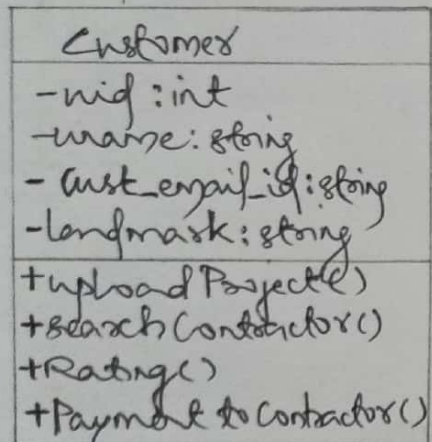 Customer
-uid : int
-uname: string
- cust_email_id: string
-landmark: string
+upload Project()
+search Contractor()
+Rating()
+Payment to Contractor()